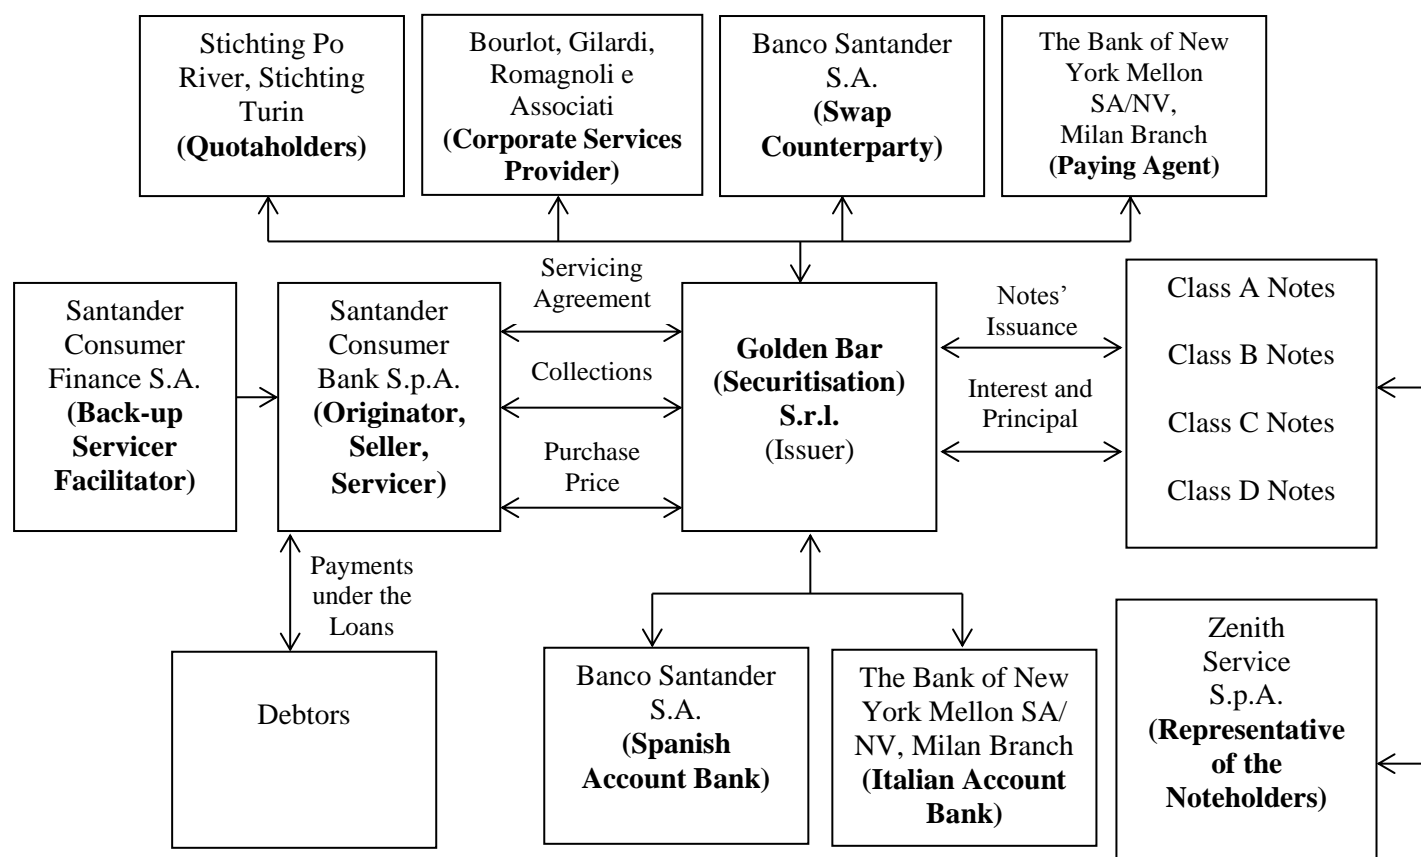 Stichting Po
River, Stichting
Turin
(Quotaholders)
Bourlot, Gilardi,
Romagnoli e
Associati
(Corporate Services
Provider)
Banco Santander
S.A.
(Swap
Counterparty)
The Bank of New
York Mellon
SA/NV,
Milan Branch
(Paying Agent)
Santander
Consumer
Finance S.A.
(Back-up
Servicer
Facilitator)
Santander
Consumer
Bank S.p.A.
(Originator,
Seller,
Servicer)
Servicing
Agreement
Collections
Purchase
Price
Golden Bar
(Securitisation)
S.r.l.
(Issuer)
Notes’
Issuance
Interest and
Principal
Class A Notes
Class B Notes
Class C Notes
Class D Notes
Payments
under the
Loans
Debtors
Banco Santander
S.A.
(Spanish
Account Bank)
The Bank of New
York Mellon SA/
NV, Milan Branch
(Italian Account
Bank)
Zenith
Service
S.p.A.
(Representative
of the
Noteholders)